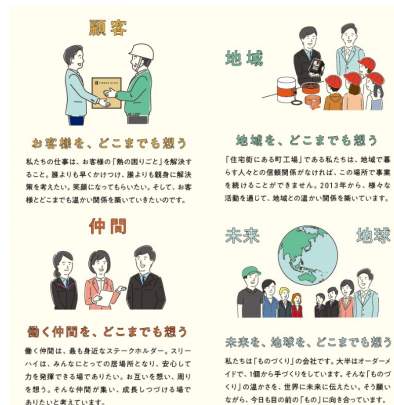 顧客
お客様を、どこまでも想う
私たちの仕事は、お客様の「熱の困りごと」を解決す
ること。誰よりも早くかけつけ、誰よりも親身に解決
策を考えたい。笑顔になってもらいたい。そして、お客
様とどこまでも温かい関係を築いていきたいのです。
地域
地域を、どこまでも想う
「住宅街にある町工場」である私たちは、地域で暮
らす人々との信頼関係がなければ、この場所で事業
を続けることができません。2013年から、様々な
活動を通じて、地域との温かい関係を築いています。
仲間
働く仲間を、どこまでも想う
働く仲間は、最も身近なステークホルダー。スリー
ハイは、みんなにとっての居場所となり、安心して
力を発揮できる場でありたい。お互いを想い、周り
を想う。そんな仲間が集い、成長しつづける場で
ありたいと考えています。
未来 地球
未来を、地球を、どこまでも想う
私たちは「ものづくり」の会社です。大半はオーダーメ
イドで、1個から手づくりをしています。そんな「ものづ
くり」の温かさを、世界に未来に伝えたい。そう願い
ながら、今日も目の前の「もの」に向き合っています。